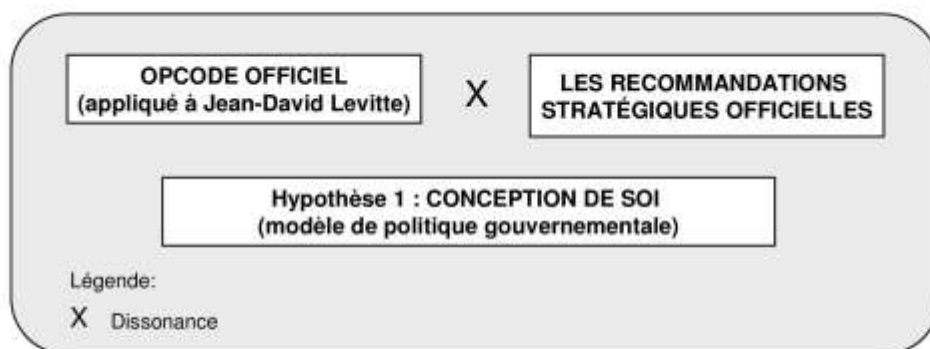 OPCODE OFFICIEL
(appliqué à Jean-David Levitte)
X
LES RECOMMANDATIONS
STRATÉGIQUES OFFICIELLES
Hypothèse 1 : CONCEPTION DE SOI
(modèle de politique gouvernementale)
Légende:
X Dissonance